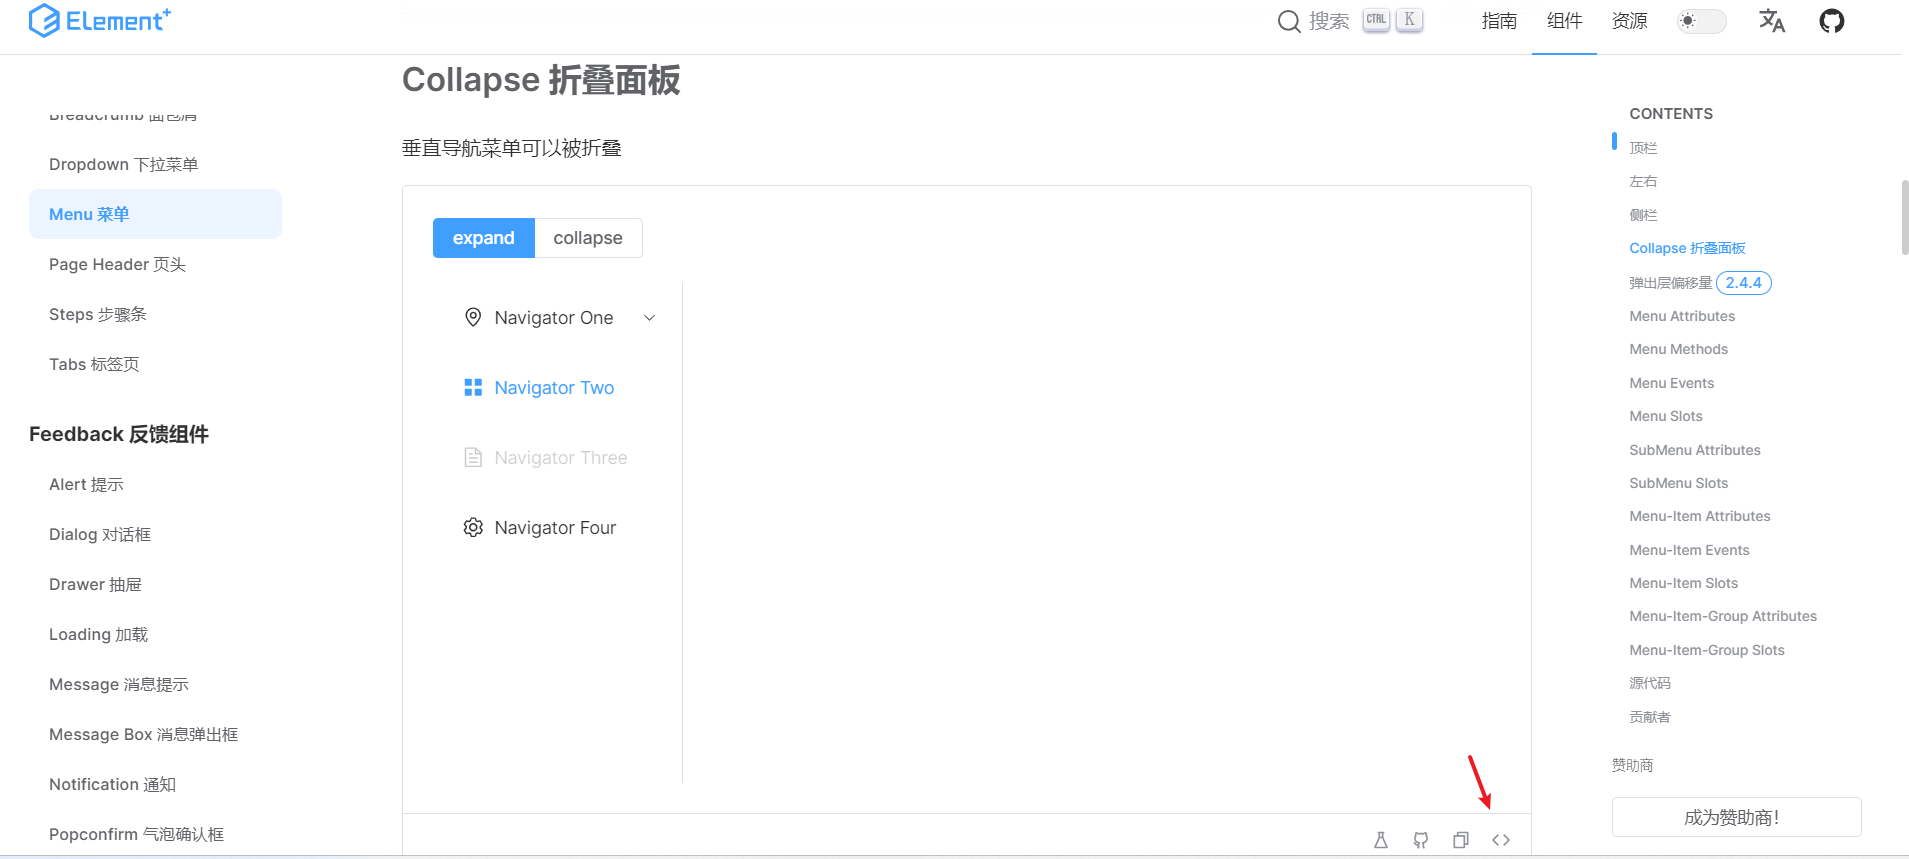 Element+
搜索
CTRL K
指南
组件
资源
Breadcrumb 面包屑
Dropdown 下拉菜单
Menu 菜单
Page Header 页头
Steps 步骤条
Tabs 标签页
Feedback 反馈组件
Alert 提示
Dialog 对话框
Drawer 抽屉
Loading 加载
Message 消息提示
Message Box 消息弹出框
Notification 通知
Popconfirm 气泡确认框
Collapse 折叠面板
垂直导航菜单可以被折叠
expand
collapse
Navigator One
Navigator Two
Navigator Three
Navigator Four
CONTENTS
顶栏
左右
侧栏
Collapse 折叠面板
弹出层偏移量 2.4.4
Menu Attributes
Menu Methods
Menu Events
Menu Slots
SubMenu Attributes
SubMenu Slots
Menu-Item Attributes
Menu-Item Events
Menu-Item Slots
Menu-Item-Group Attributes
Menu-Item-Group Slots
源代码
贡献者
赞助商
成为赞助商!